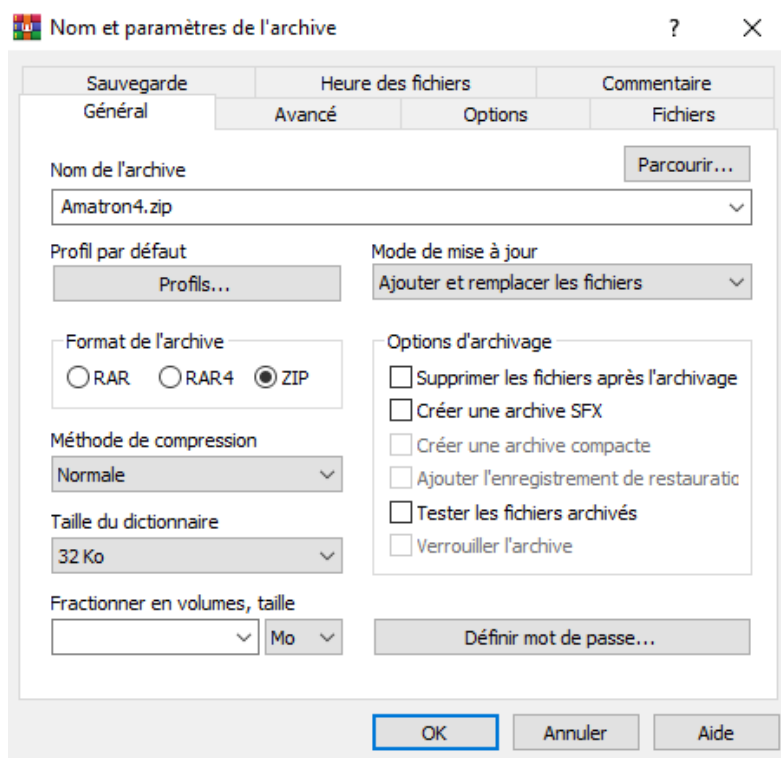 Nom et paramètres de l'archive
Sauvegarde Heure des fichiers Commentaire
Général Avancé Options Fichiers
Nom de l'archive
Parcourir...
Amatron4.zip
Profil par défaut
Profils...
Mode de mise à jour
Ajouter et remplacer les fichiers
Format de l'archive
RAR RAR4 ZIP
Méthode de compression
Normale
Taille du dictionnaire
32 Ko
Fractionner en volumes, taille
Mo
Options d'archivage
Supprimer les fichiers après l'archivage
Créer une archive SFX
Créer une archive compacte
Ajouter l'enregistrement de restauratio
Tester les fichiers archivés
Verrouiller l'archive
Définir mot de passe...
OK Annuler Aide